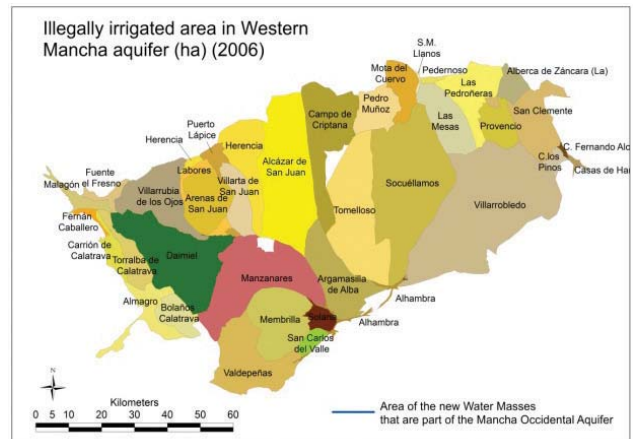 Illegally irrigated area in Western
Mancha aquifer (ha) (2006)
S.M.
Llanos
Mota del
Cuervo
Pedernoso
Las
Pedroñeras
Alberca de Záncara (La)
Campo de
Criptana
Pedro
Muñoz
San Clemente
Puerto
Lápice
Las
Mesas
Provencio
Herencia
Herencia
C. Fernando Alo
Labores
Alcázar de
San Juan
C.los
Pinos
Casas de Har
Fuente
el Fresno
Malagón
Villarta de
San Juan
Socuéllamos
Villarrubia
de los Ojos
Arenas de
San Juan
Villarrobledo
Tomelloso
Fernán
Caballero
Carrión de
Calatrava
Daimiel
Torralba de
Calatrava
Manzanares
Argamasilla
de Alba
Alhambra
Almagro
Bolaños
Calatrava
Membrilla
Solana
Alhambra
San Carlos
del Valle
Valdepeñas
N
Kilometers
0 5 10 20 30 40 50 60
Area of the new Water Masses
that are part of the Mancha Occidental Aquifer